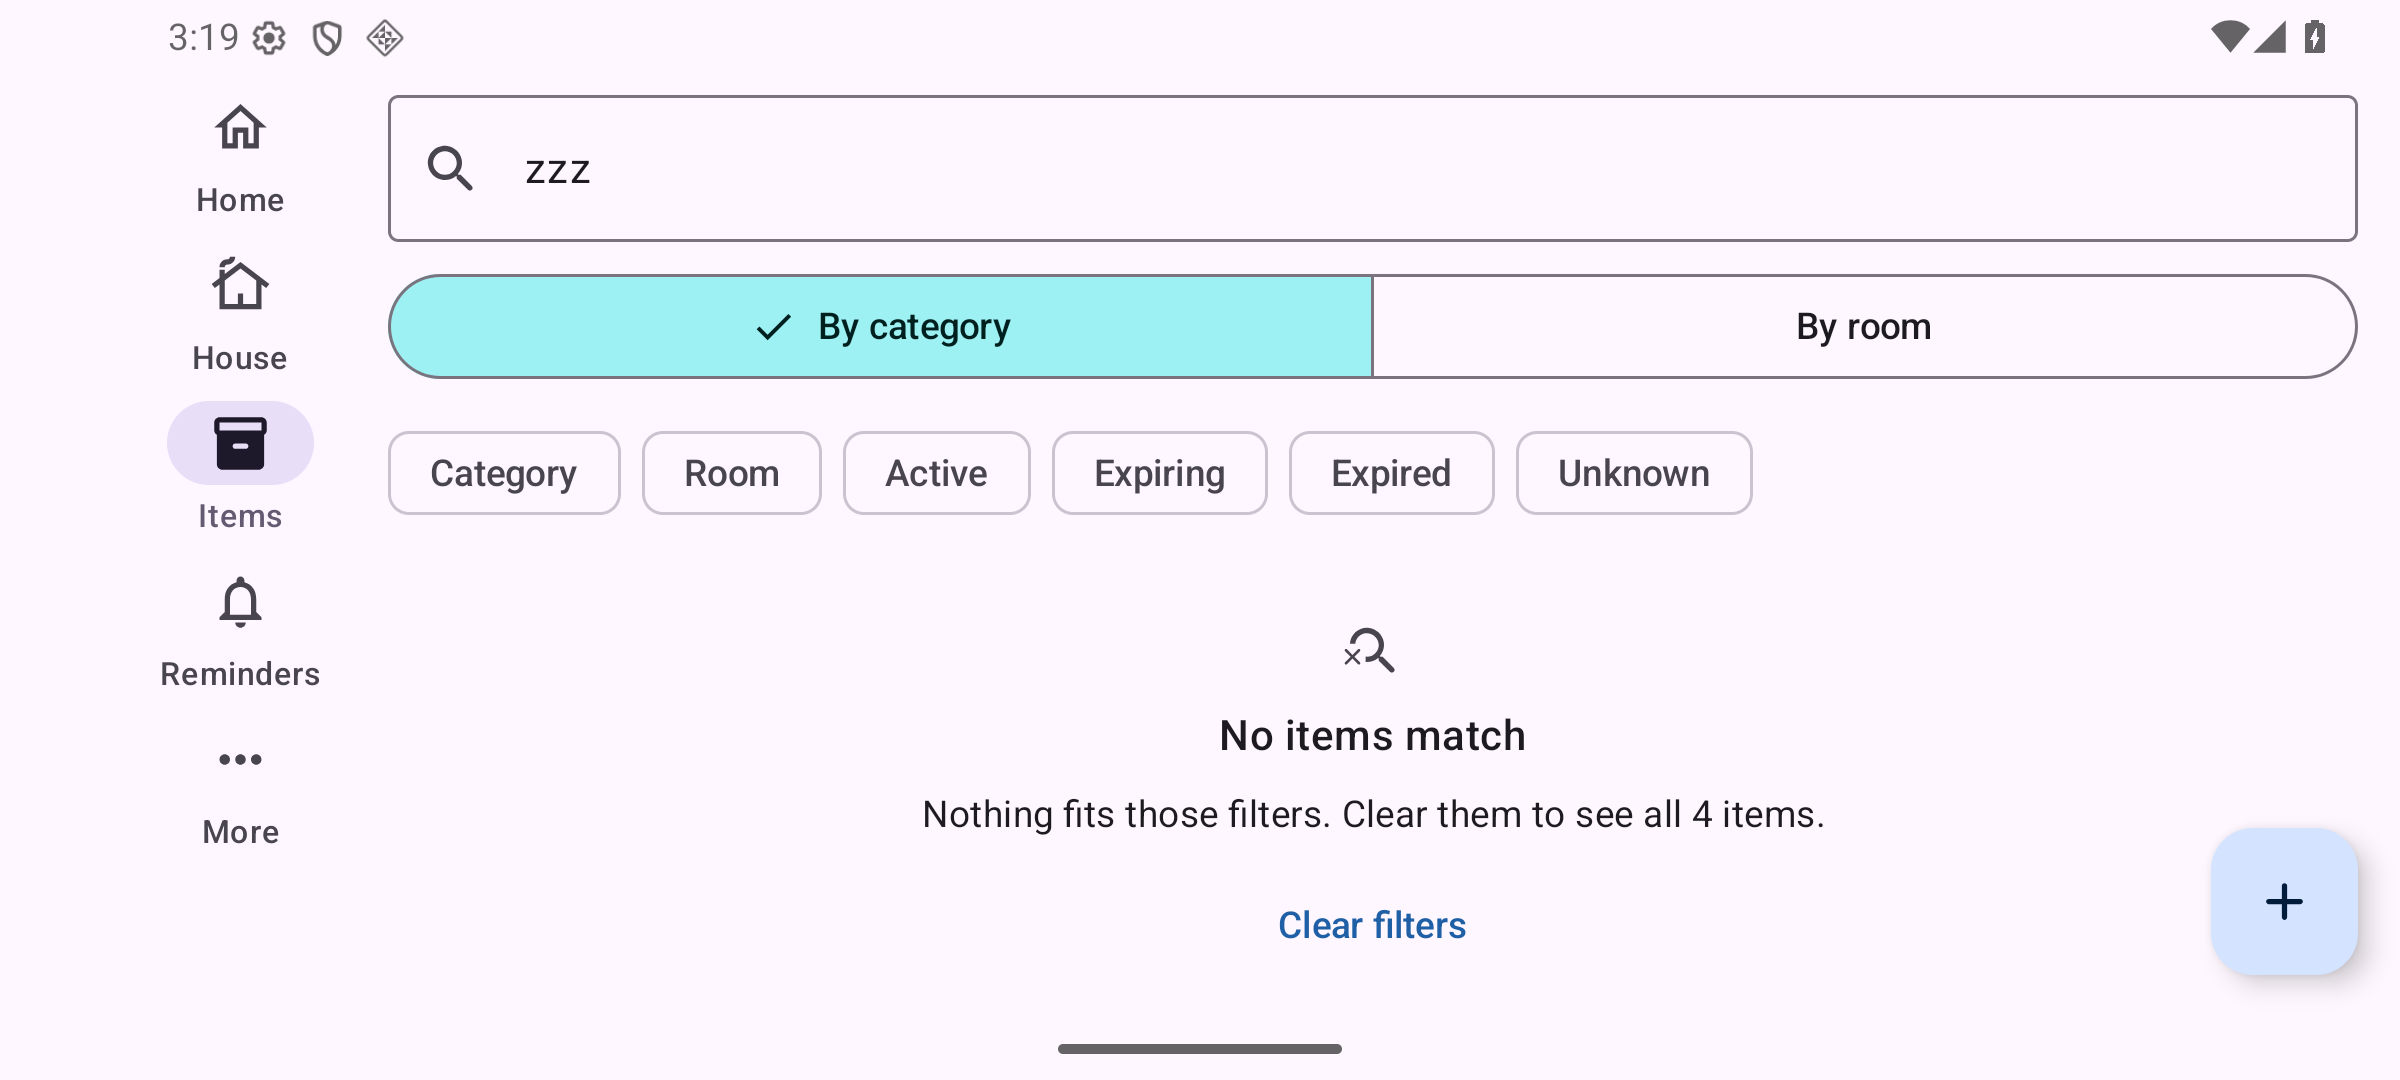 3:19
Home
House
Items
Reminders
More
zzz
By category
By room
Category
Room
Active
Expiring
Expired
Unknown
No items match
Nothing fits those filters. Clear them to see all 4 items.
Clear filters